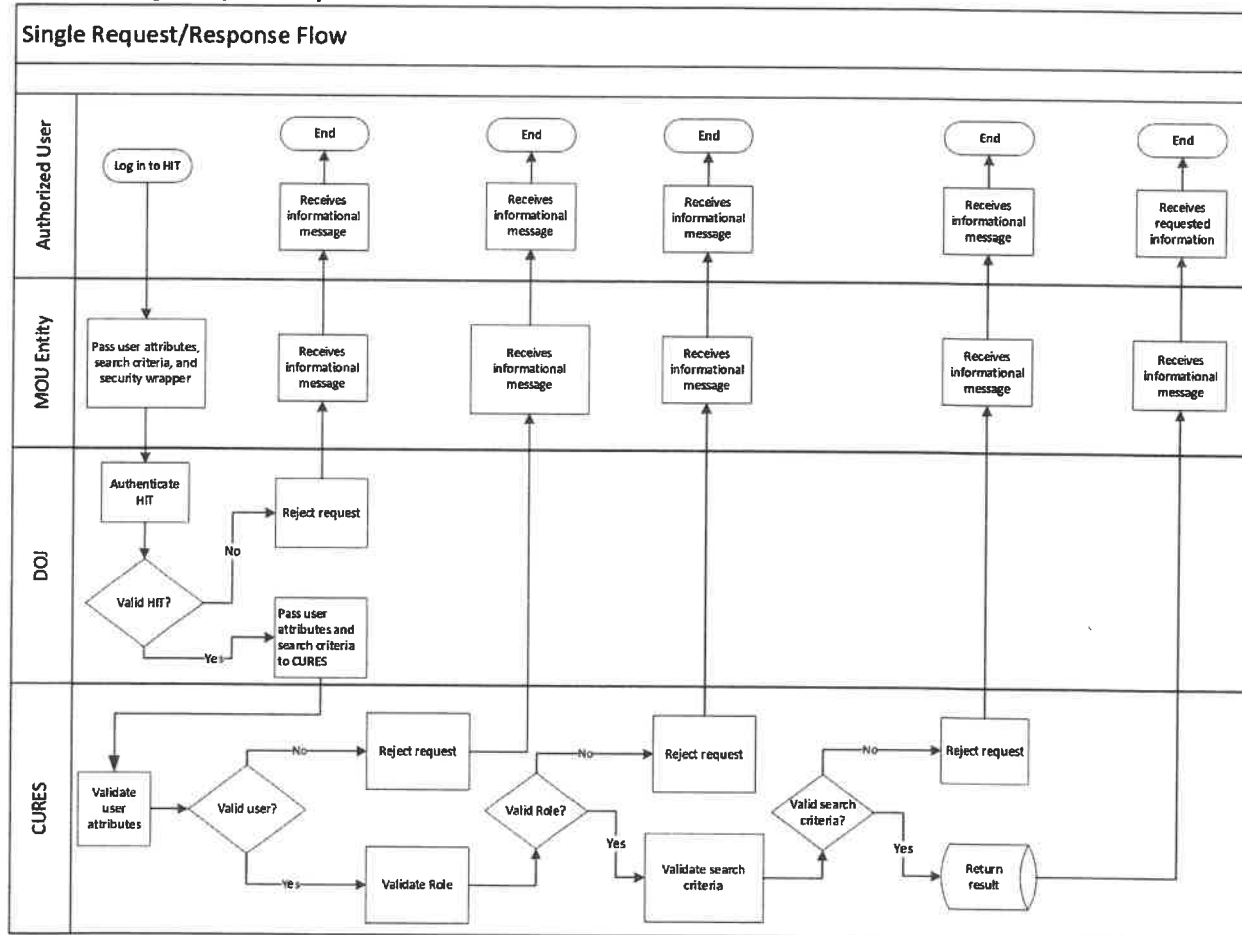 Single Request/Response Flow
Authorized User
Log in to HIT
End
Receives
informational
message
End
Receives
informational
message
End
Receives
informational
message
End
Receives
informational
message
End
Receives
requested
information
MOU Entity
Pass user attributes,
search criteria, and
security wrapper
Receives
informational
message
Receives
informational
message
Receives
informational
message
Receives
informational
message
Receives
informational
message
DOJ
Authenticate
HIT
Valid HIT?
No
Reject request
Yes
Pass user
attributes and
search criteria
to CURES
CURES
Validate
user
attributes
Valid user?
No
Reject request
Yes
Validate Role
Valid Role?
No
Reject request
Yes
Validate search
criteria
Valid search
criteria?
No
Reject request
Yes
Return
result